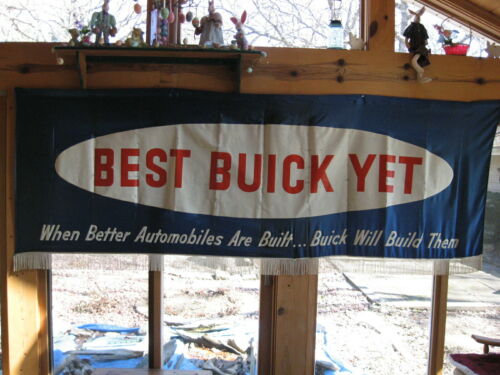 BEST BUICK YET
When Better Automobiles Are Built... Buick Will Build Them